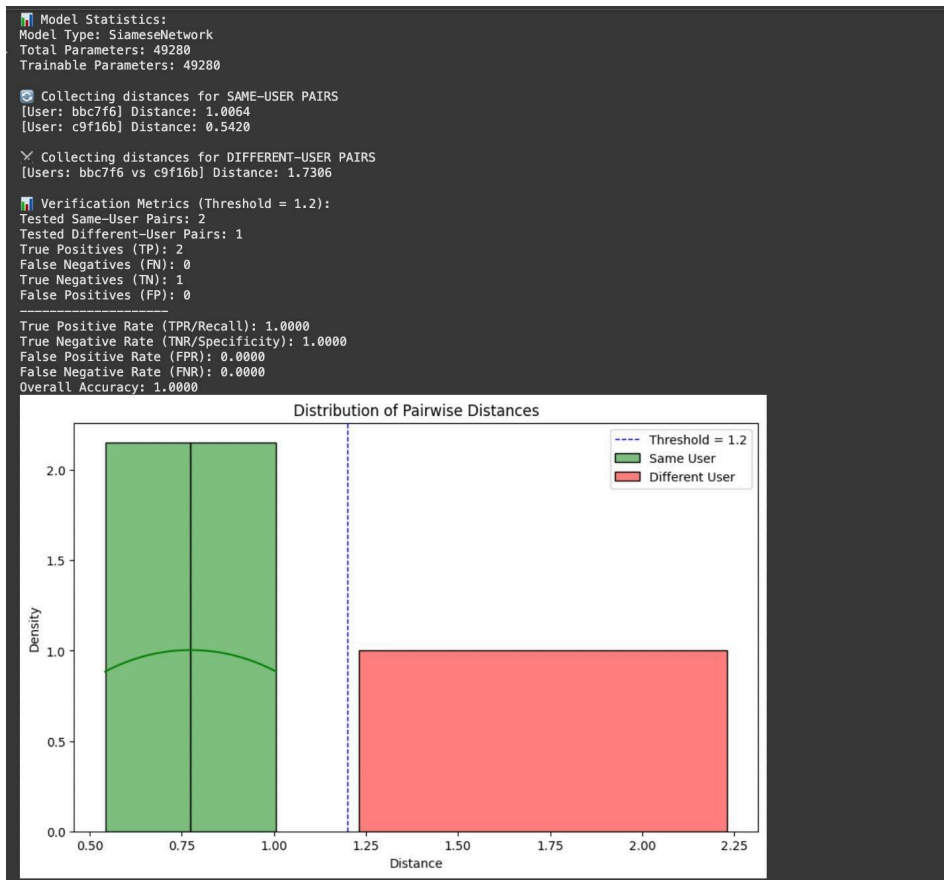 📊 Model Statistics:
Model Type: SiameseNetwork
Total Parameters: 49280
Trainable Parameters: 49280
🔄 Collecting distances for SAME-USER PAIRS
[User: bbc7f6] Distance: 1.0064
[User: c9f16b] Distance: 0.5420
⚔ Collecting distances for DIFFERENT-USER PAIRS
[Users: bbc7f6 vs c9f16b] Distance: 1.7306
📊 Verification Metrics (Threshold = 1.2):
Tested Same-User Pairs: 2
Tested Different-User Pairs: 1
True Positives (TP): 2
False Negatives (FN): 0
True Negatives (TN): 1
False Positives (FP): 0
---------------------
True Positive Rate (TPR/Recall): 1.0000
True Negative Rate (TNR/Specificity): 1.0000
False Positive Rate (FPR): 0.0000
False Negative Rate (FNR): 0.0000
Overall Accuracy: 1.0000
Distribution of Pairwise Distances
Threshold = 1.2
Same User
Different User
2.0
1.5
1.0
0.5
0.0
Density
0.50 0.75 1.00 1.25 1.50 1.75 2.00 2.25
Distance